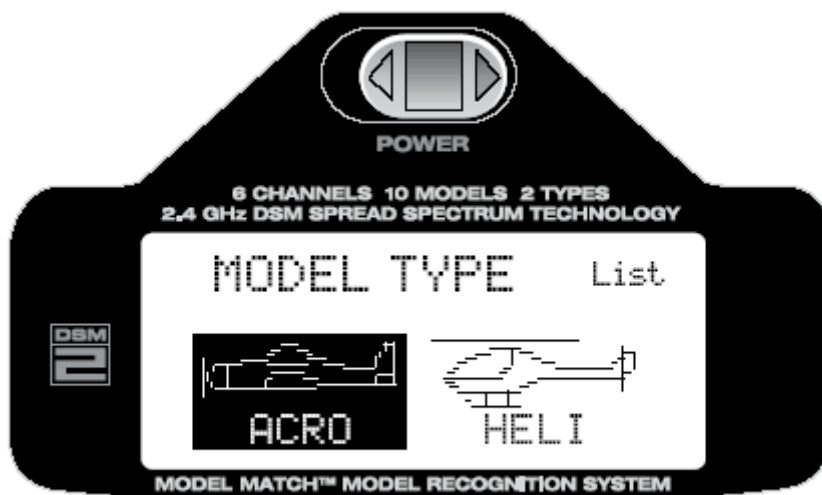 POWER
6 CHANNELS 10 MODELS 2 TYPES
2.4 GHz DSM SPREAD SPECTRUM TECHNOLOGY
MODEL TYPE List
DSM
2
ACRO HELI
MODEL MATCH™ MODEL RECOGNITION SYSTEM